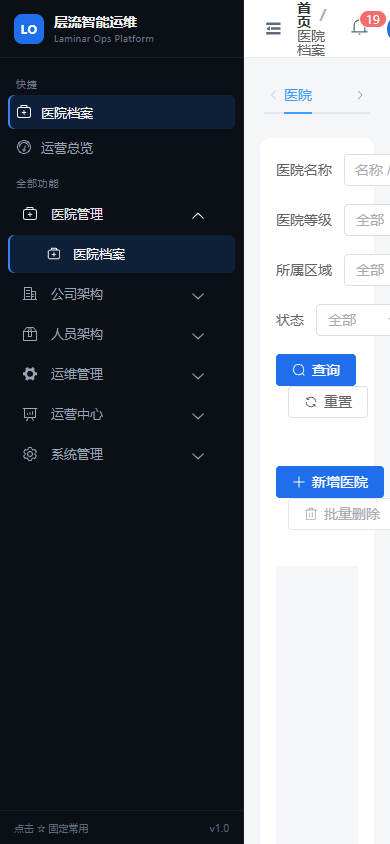 LO
层流智能运维
Laminar Ops Platform
快捷
医院档案
运营总览
全部功能
医院管理
医院档案
公司架构
人员架构
运维管理
运营中心
系统管理
点击 ☆ 固定常用
v1.0
首页 /
医院档案
19
医院
医院名称
名称 /
医院等级
全部
所属区域
全部
状态
全部
查询
重置
新增医院
批量删除